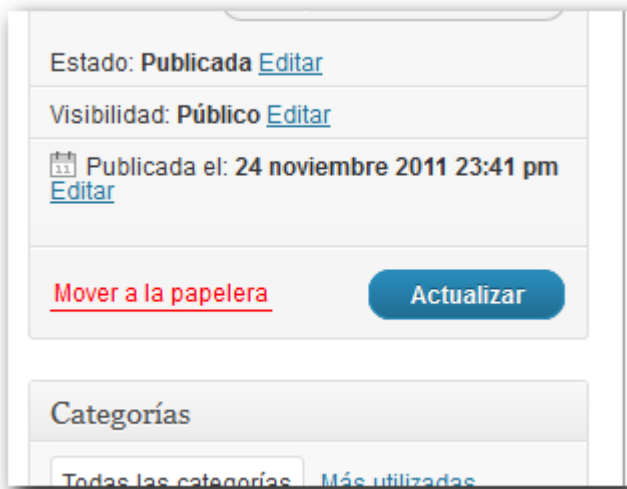 Estado: Publicada Editar
Visibilidad: Público Editar
11 Publicada el: 24 noviembre 2011 23:41 pm
Editar
Mover a la papelera Actualizar
Categorías
Todas las categorías Más utilizadas